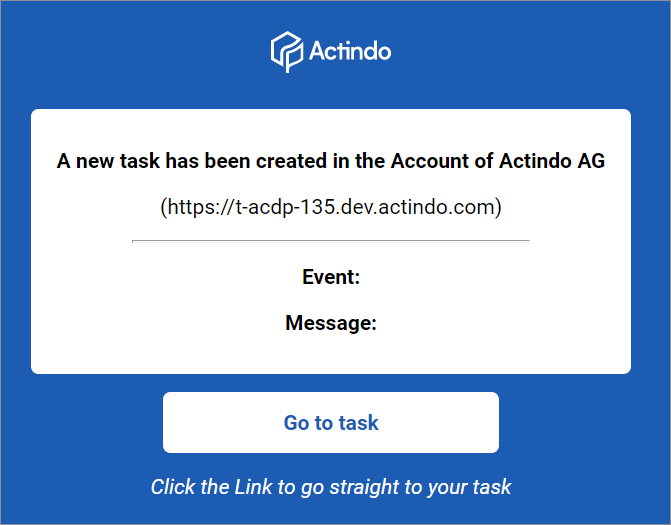 Actindo
A new task has been created in the Account of Actindo AG
(https://t-acdp-135.dev.actindo.com)
Event:
Message:
Go to task
Click the Link to go straight to your task